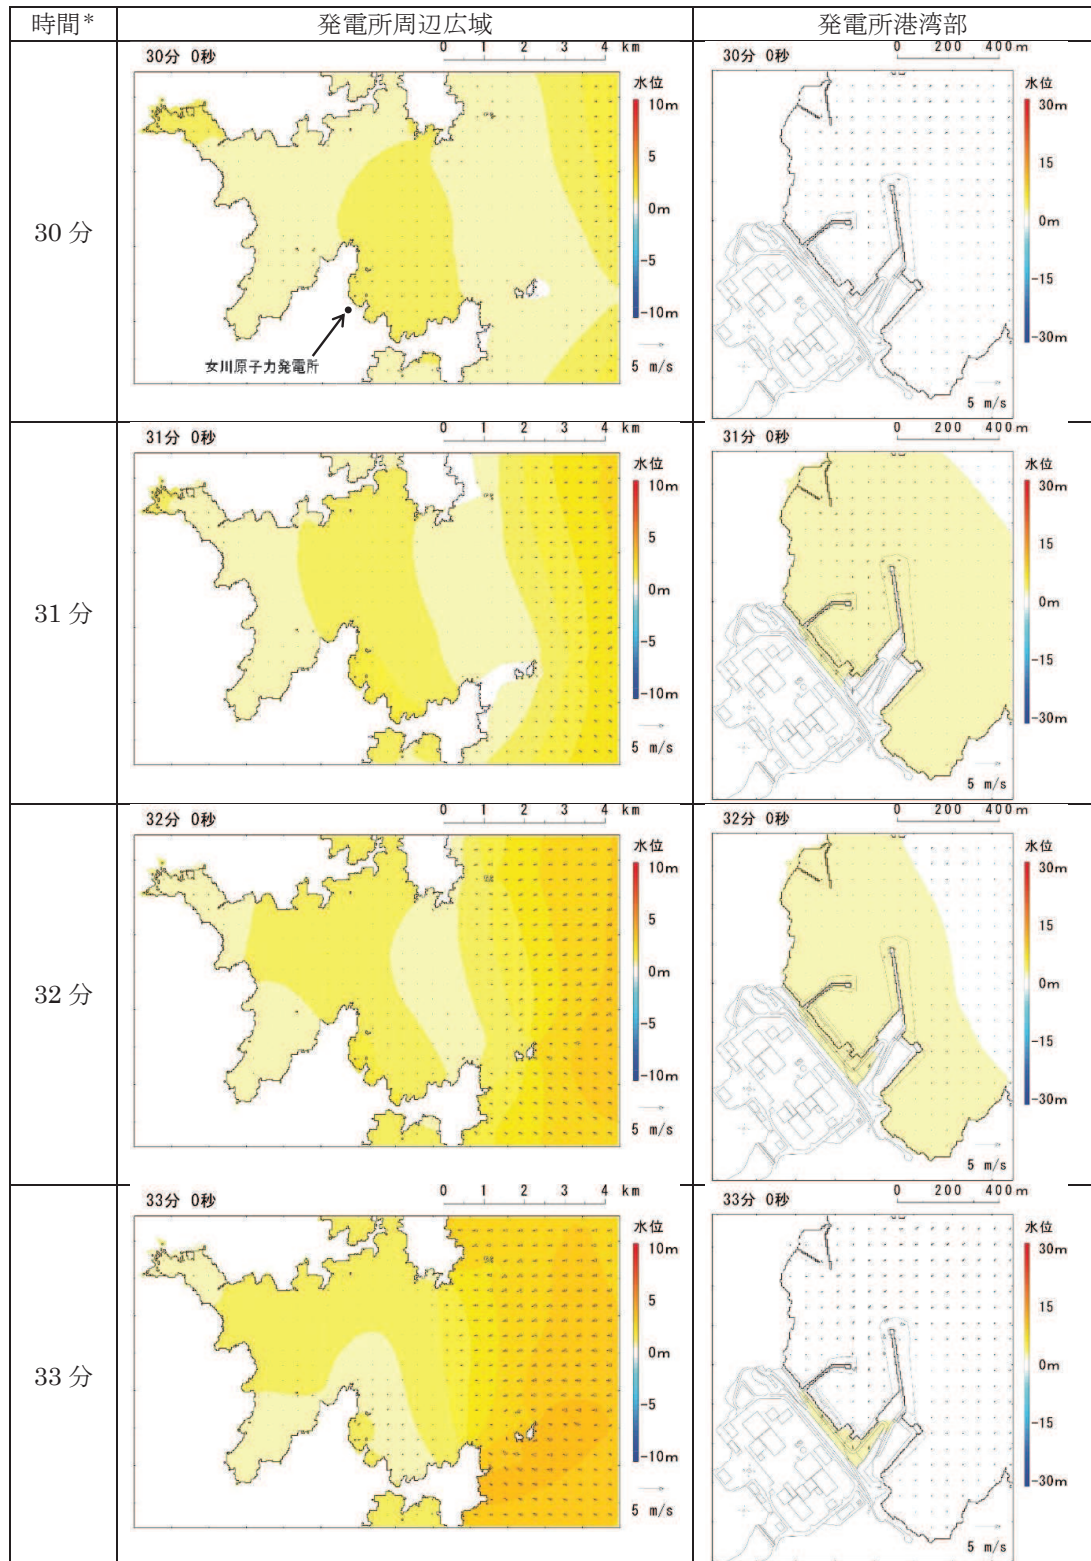 時間* 発電所周辺広域 発電所港湾部
30分
30分 0秒 0 1 2 3 4 km
水位
10m
5
0m
-5
-10m
5 m/s
女川原子力発電所
30分 0秒 0 200 400m
水位
30m
15
0m
-15
-30m
5 m/s
31分
31分 0秒 0 1 2 3 4 km
水位
10m
5
0m
-5
-10m
5 m/s
31分 0秒 0 200 400m
水位
30m
15
0m
-15
-30m
5 m/s
32分
32分 0秒 0 1 2 3 4 km
水位
10m
5
0m
-5
-10m
5 m/s
32分 0秒 0 200 400m
水位
30m
15
0m
-15
-30m
5 m/s
33分
33分 0秒 0 1 2 3 4 km
水位
10m
5
0m
-5
-10m
5 m/s
33分 0秒 0 200 400m
水位
30m
15
0m
-15
-30m
5 m/s